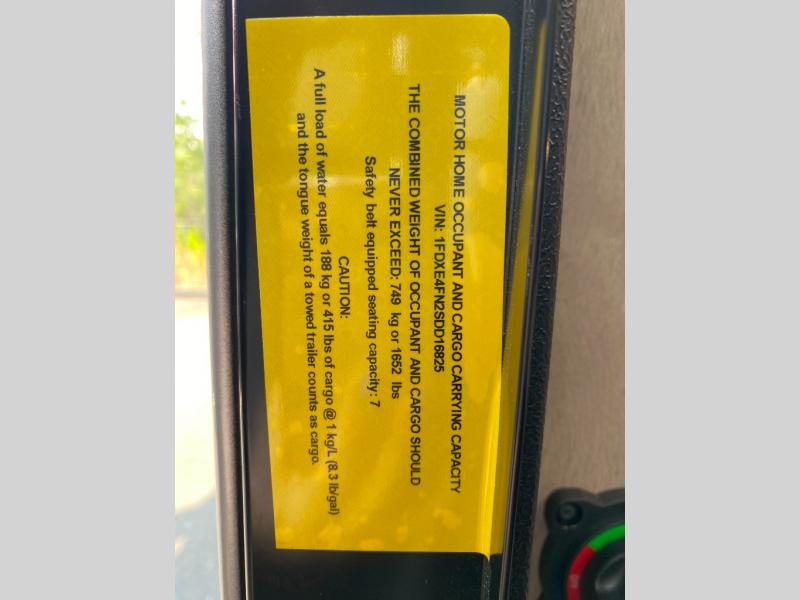 MOTOR HOME OCCUPANT AND CARGO CARRYING CAPACITY
VIN: 1FDXE4FN2SDD16825
THE COMBINED WEIGHT OF OCCUPANT AND CARGO SHOULD
NEVER EXCEED: 749 kg or 1652 lbs
Safety belt equipped seating capacity: 7
CAUTION:
A full load of water equals 188 kg or 415 lbs of cargo @ 1 kg/L (8.3 lb/gal)
and the tongue weight of a towed trailer counts as cargo.